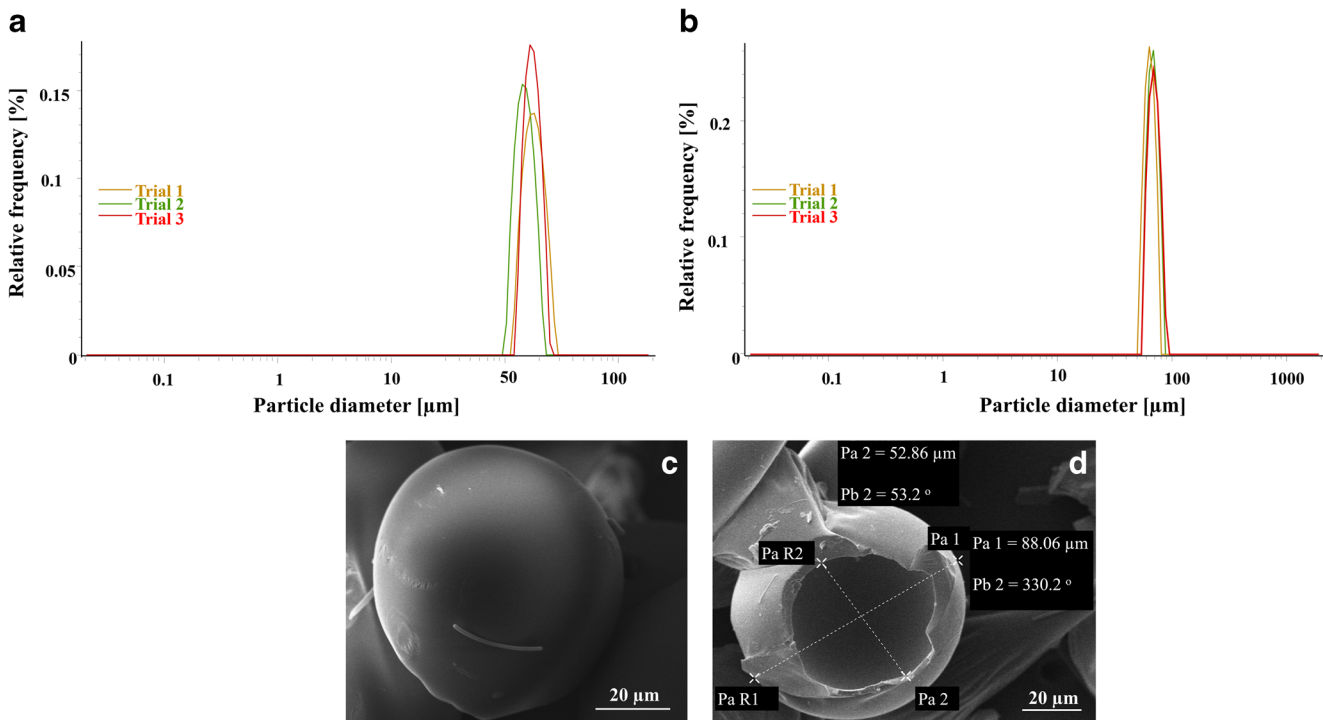 a
Relative frequency [%]
0.15
0.1
0.05
0
Trial 1
Trial 2
Trial 3
0.1
1
10
50
100
Particle diameter [µm]
b
Relative frequency [%]
0.2
0.1
0
Trial 1
Trial 2
Trial 3
0.1
1
10
100
1000
Particle diameter [µm]
c
20 µm
d
Pa 2 = 52.86 µm
Pb 2 = 53.2 º
Pa 1
Pa 1 = 88.06 µm
Pb 2 = 330.2 º
Pa R2
Pa R1
Pa 2
20 µm